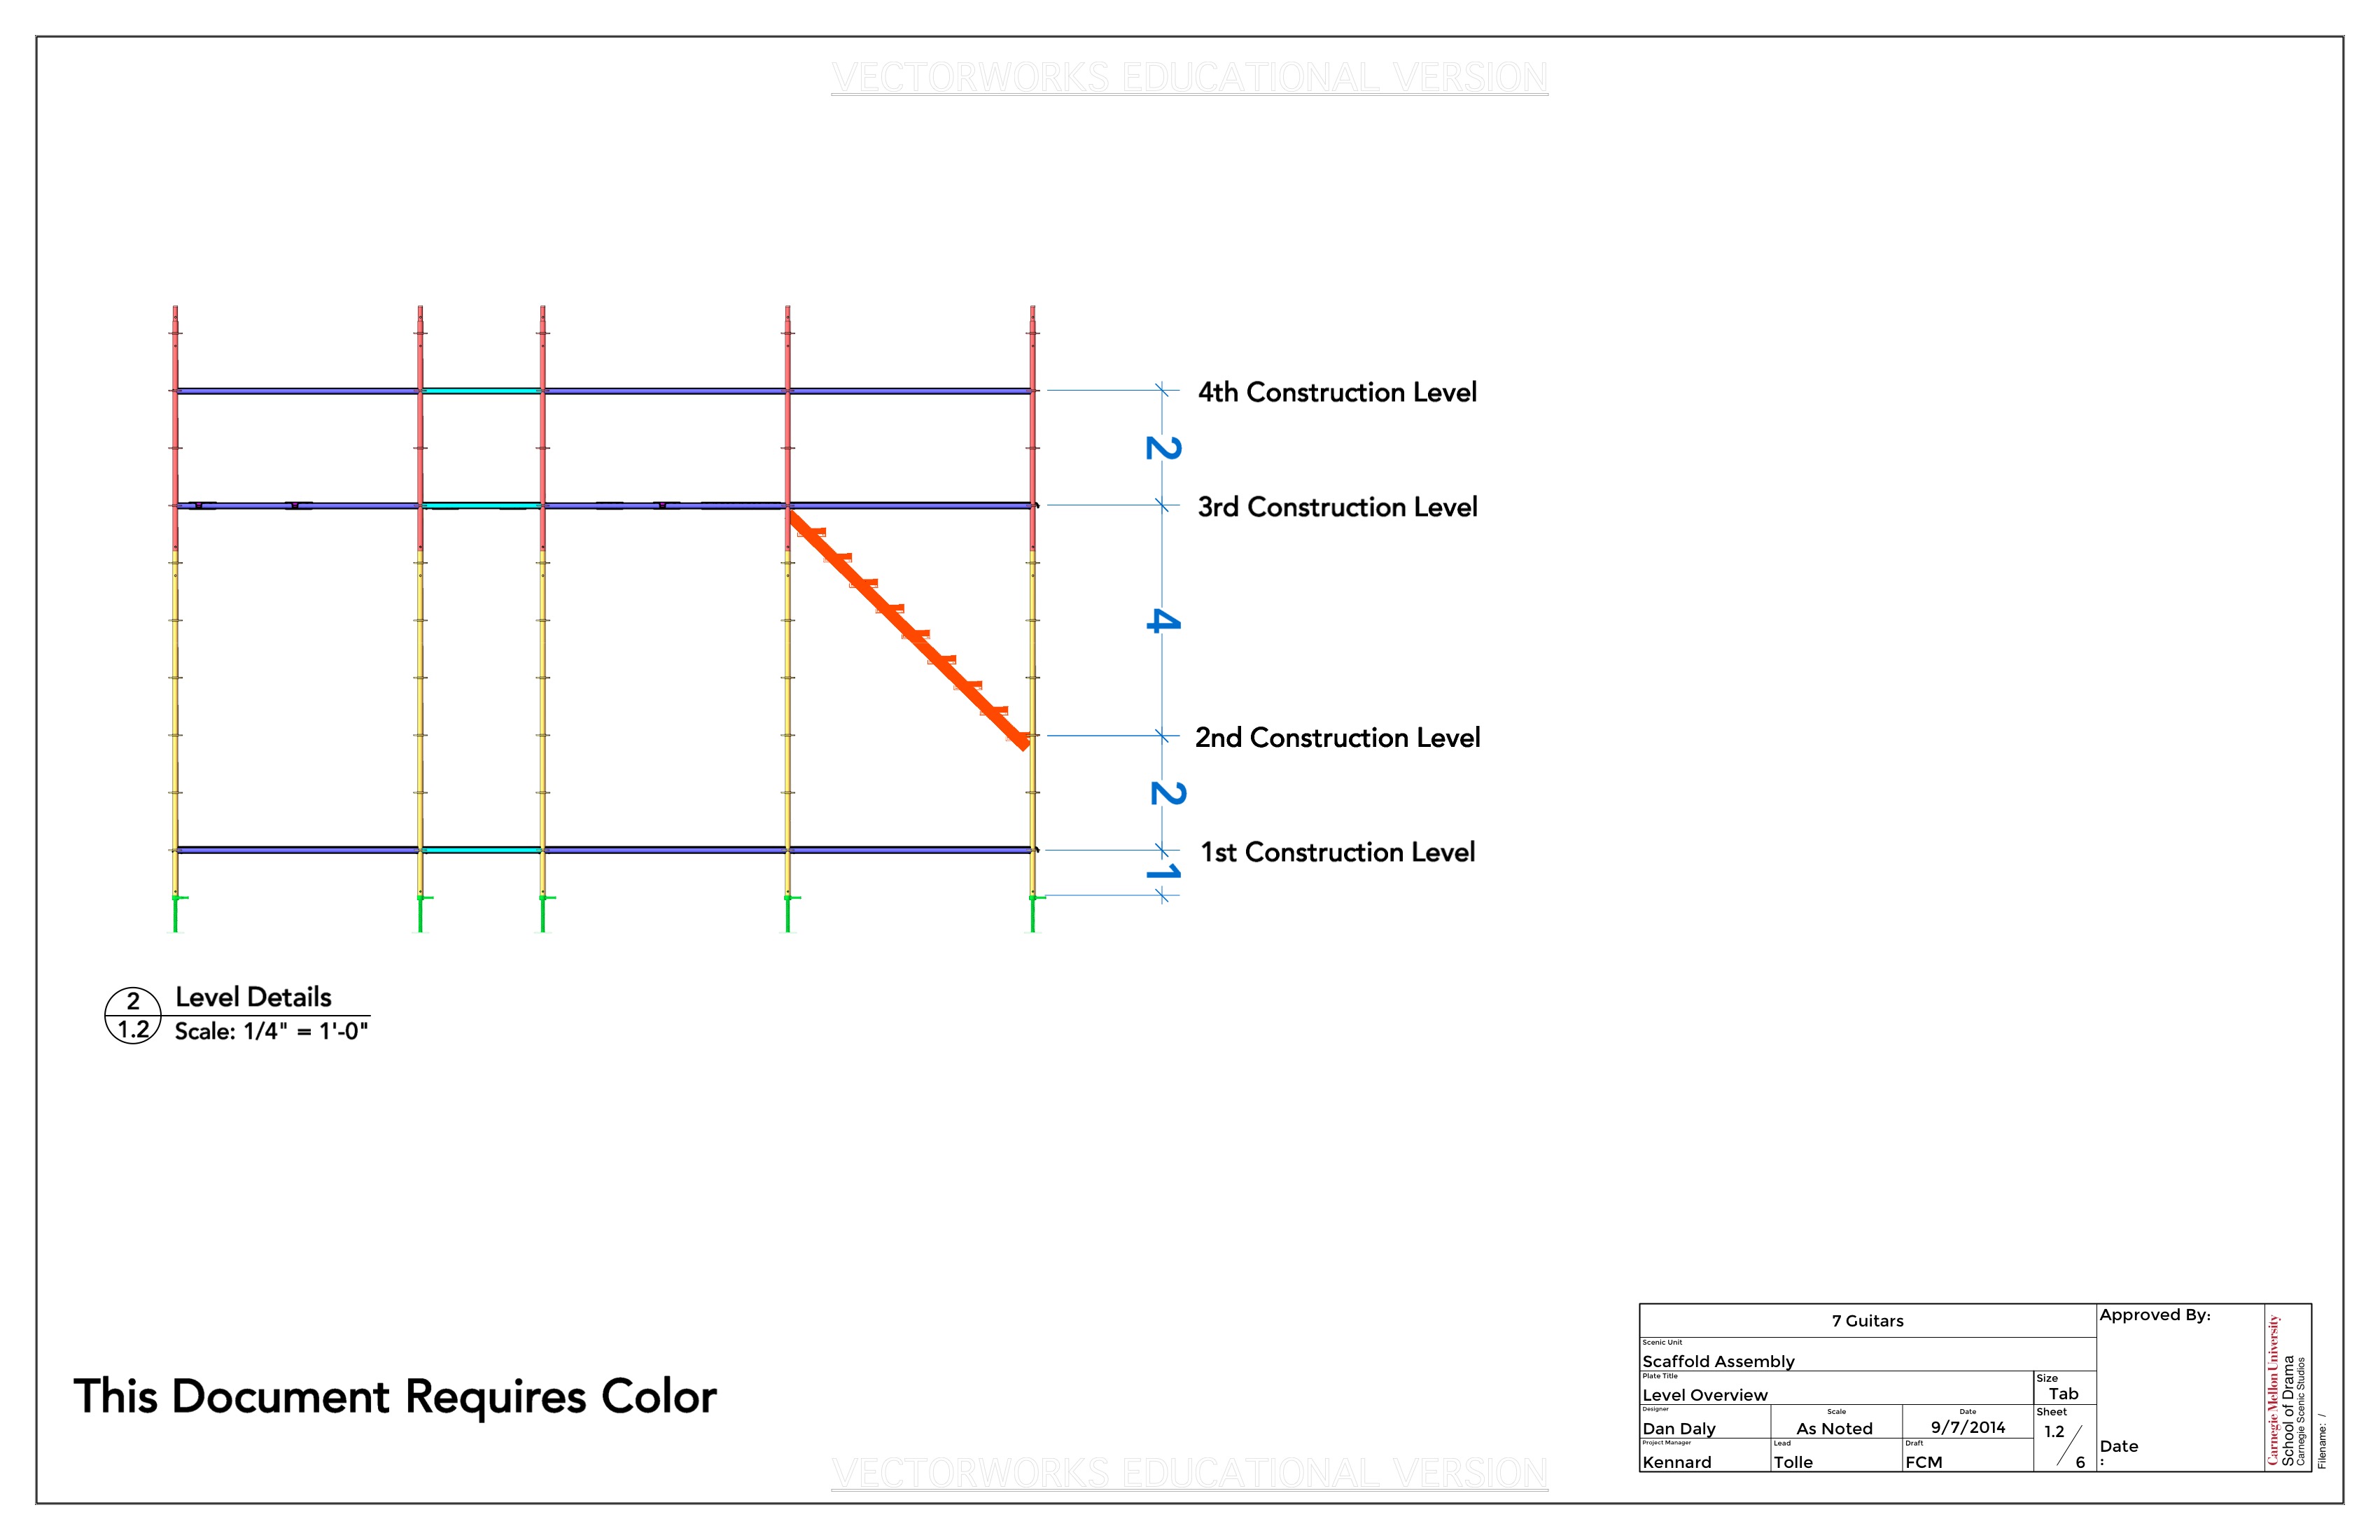 VECTORWORKS EDUCATIONAL VERSION
4th Construction Level
2
3rd Construction Level
4
2nd Construction Level
2
1st Construction Level
1
2
1.2
Level Details
Scale: 1/4" = 1'-0"
This Document Requires Color
7 Guitars
Scenic Unit
Scaffold Assembly
Plate Title
Level Overview
Size
Tab
Designer
Dan Daly
Scale
As Noted
Date
9/7/2014
Sheet
1.2
/
6
Project Manager
Kennard
Lead
Tolle
Draft
FCM
Approved By:
Date
:
Carnegie Mellon University
School of Drama
Carnegie Scenic Studios
Filename: /
VECTORWORKS EDUCATIONAL VERSION